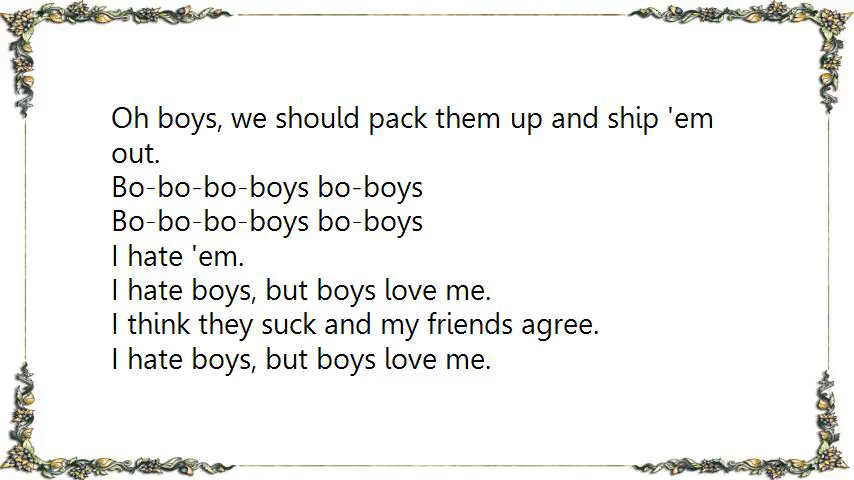 Oh boys, we should pack them up and ship 'em
out.
Bo-bo-bo-boys bo-boys
Bo-bo-bo-boys bo-boys
I hate 'em.
I hate boys, but boys love me.
I think they suck and my friends agree.
I hate boys, but boys love me.